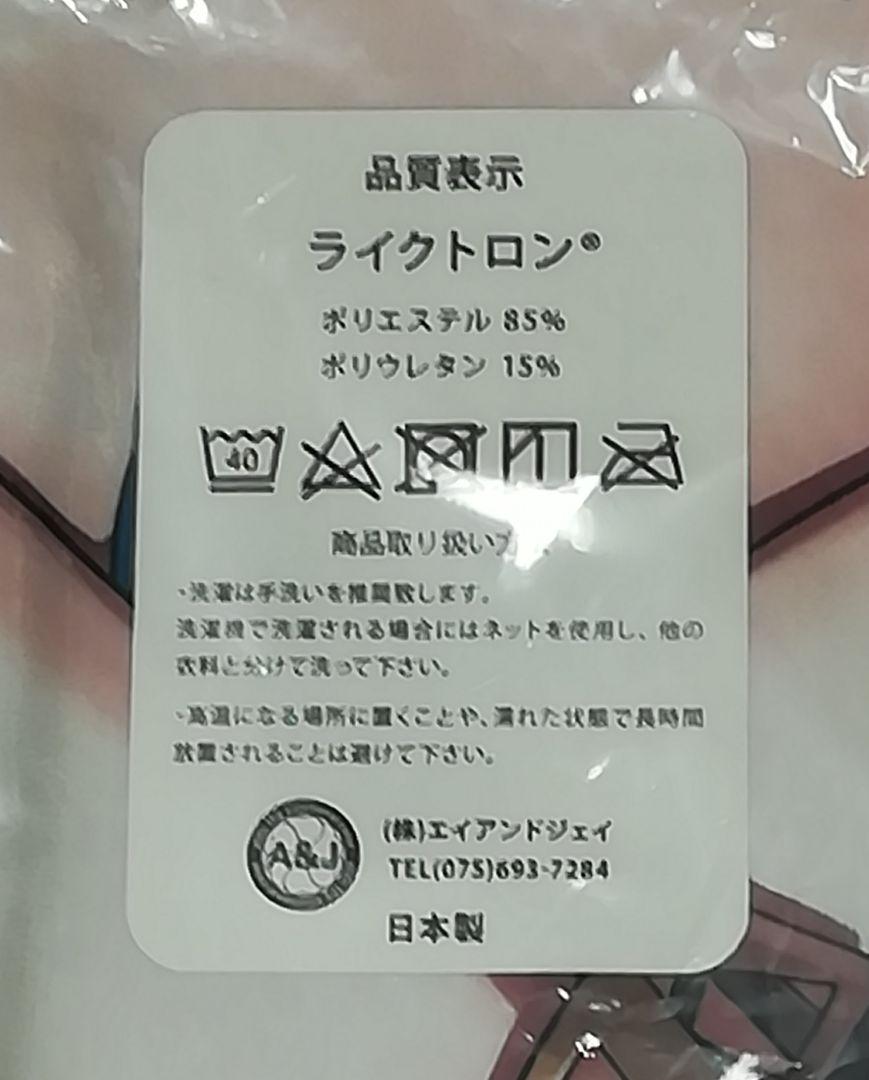 品質表示
ライクトロン®
ポリエステル 85%
ポリウレタン 15%
40
商品取り扱い方
・洗濯は手洗いを推奨致します。
洗濯機で洗濯される場合にはネットを使用し、他の
衣料と分けて洗って下さい。
・高温になる場所に置くことや、濡れた状態で長時間
放置されることは避けて下さい。
A&J
(株)エイアンドジェイ
TEL(075)693-7284
日本製